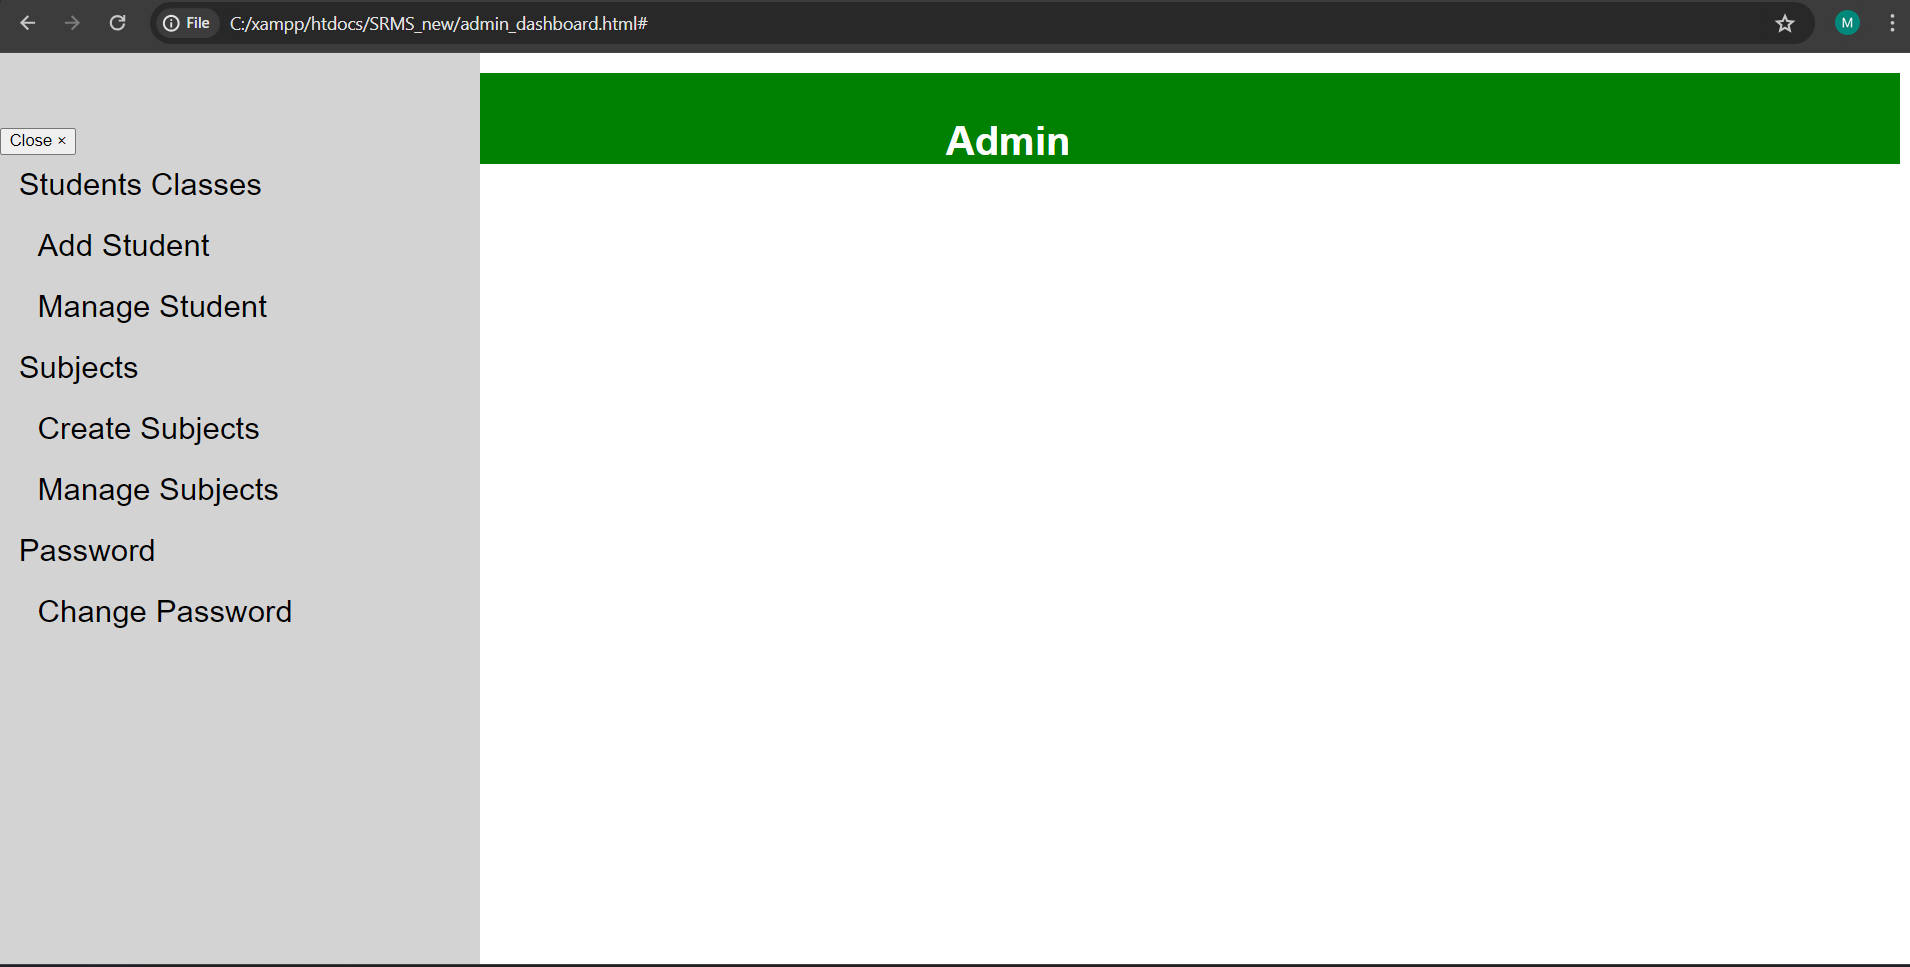 File C:/xampp/htdocs/SRMS_new/admin_dashboard.html# M
Close ×
Admin
Students Classes
Add Student
Manage Student
Subjects
Create Subjects
Manage Subjects
Password
Change Password